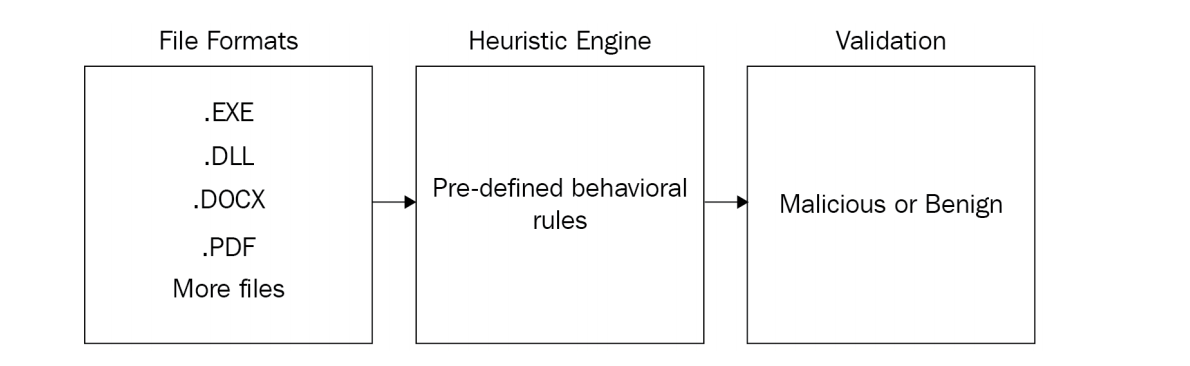 File Formats
Heuristic Engine
Validation
.EXE
.DLL
.DOCX
.PDF
More files
Pre-defined behavioral
rules
Malicious or Benign